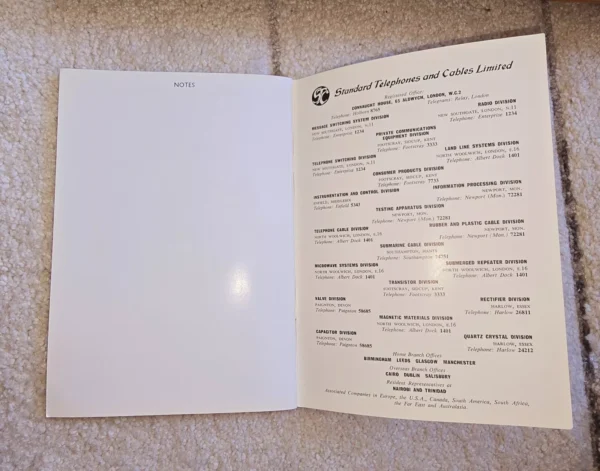 NOTES
Standard Telephones and Cables Limited
Registered Office:
CONNAUGHT HOUSE, 63 ALDWYCH, LONDON, W.C.2
Telephone: Holborn 8765 Telegrams: Relay, London
MESSAGE SWITCHING SYSTEM DIVISION
NEW SOUTHGATE, LONDON, N.11
Telephone: Enterprise 1234
RADIO DIVISION
NEW SOUTHGATE, LONDON, N.11
Telephone: Enterprise 1234
PRIVATE COMMUNICATIONS
EQUIPMENT DIVISION
FOOTSCRAY, SIDCUP, KENT
Telephone: Footscray 3333
TELEPHONE SWITCHING DIVISION
NEW SOUTHGATE, LONDON, N.11
Telephone: Enterprise 1234
LAND LINE SYSTEMS DIVISION
NORTH WOOLWICH, LONDON, E.16
Telephone: Albert Dock 1401
CONSUMER PRODUCTS DIVISION
FOOTSCRAY, SIDCUP, KENT
Telephone: Footscray 7733
INSTRUMENTATION AND CONTROL DIVISION
Telephone: Enfield 5141
INFORMATION PROCESSING DIVISION
NEWPORT, MON.
Telephone: Newport (Mon.) 72281
TESTING APPARATUS DIVISION
NEWPORT, MON.
Telephone: Newport (Mon.) 72281
TELEPHONE CABLE DIVISION
NORTH WOOLWICH, LONDON, E.16
Telephone: Albert Dock 1401
RUBBER AND PLASTIC CABLE DIVISION
NEWPORT, MON.
Telephone: Newport (Mon.) 72281
SUBMARINE CABLE DIVISION
SOUTHAMPTON, HANTS
Telephone: Southampton 74751
MICROWAVE SYSTEMS DIVISION
NORTH WOOLWICH, LONDON, E.16
Telephone: Albert Dock 1401
SUBMERGED REPEATER DIVISION
NORTH WOOLWICH, LONDON, E.16
Telephone: Albert Dock 1401
TRANSISTOR DIVISION
FOOTSCRAY, SIDCUP, KENT
Telephone: Footscray 3333
VALVE DIVISION
PAIGNTON, DEVON
Telephone: Paignton 58685
RECTIFIER DIVISION
HARLOW, ESSEX
Telephone: Harlow 26811
MAGNETIC MATERIALS DIVISION
NORTH WOOLWICH, LONDON, E.16
Telephone: Albert Dock 1401
CAPACITOR DIVISION
PAIGNTON, DEVON
Telephone: Paignton 58685
QUARTZ CRYSTAL DIVISION
HARLOW, ESSEX
Telephone: Harlow 24212
Home Branch Offices
BIRMINGHAM LEEDS GLASGOW MANCHESTER
Overseas Branch Offices
CAIRO DUBLIN SALISBURY
Resident Representatives at
NAIROBI AND TRINIDAD
Associated Companies in Europe, the U.S.A., Canada, South America, South Africa,
the Far East and Australasia.